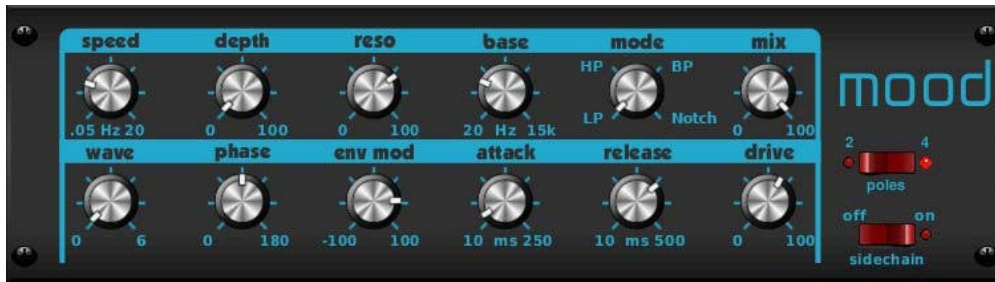 speed depth reso base mode mix
HP BP
mood
LP Notch
.05 Hz 20 0 100 0 100 20 Hz 15k 0 100
wave phase env mod attack release drive
2 4
poles
off on
0 6 0 180 -100 100 10 ms 250 10 ms 500 0 100
sidechain